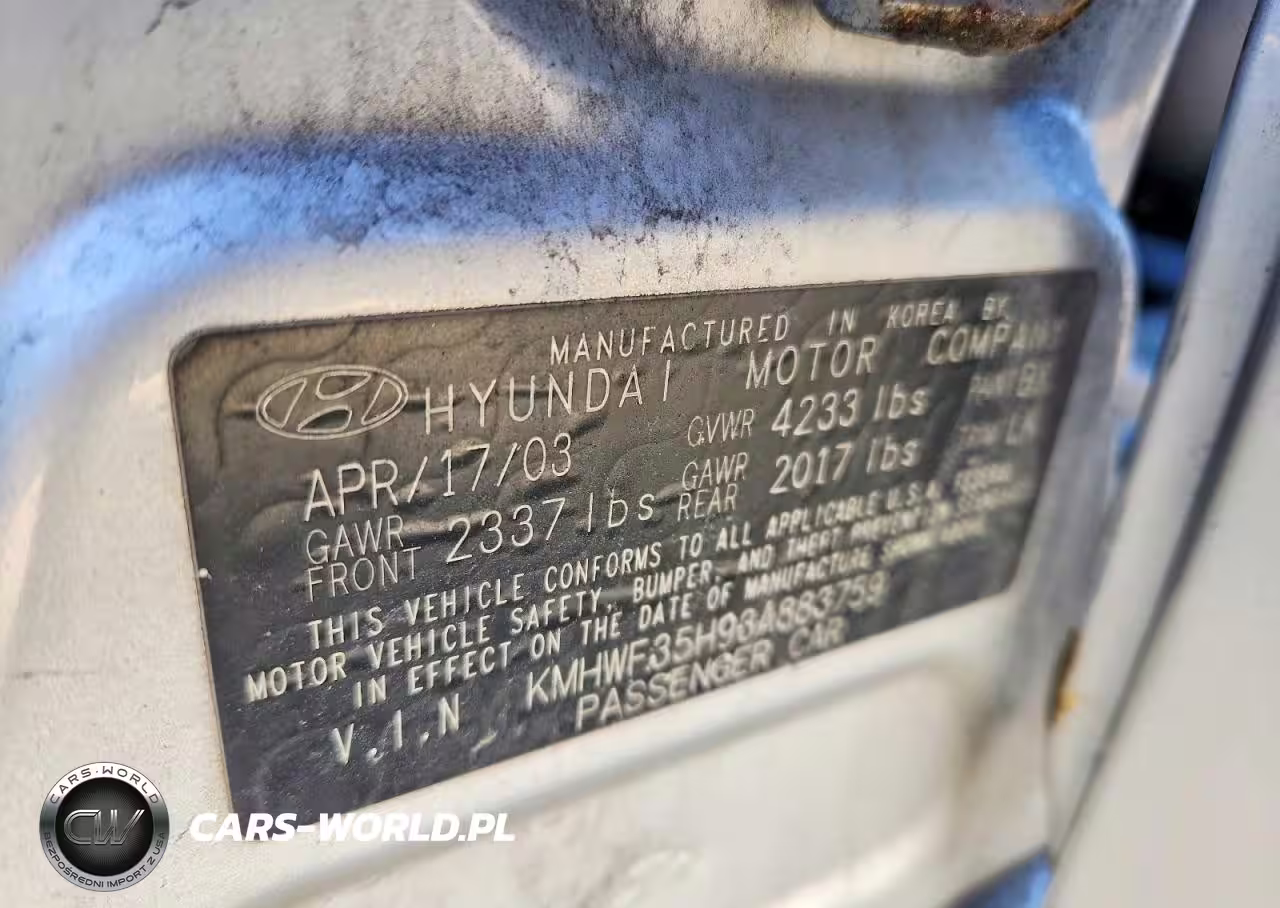 MANUFACTURED IN KOREA BY
HYUNDAI MOTOR COMPANY
APR/17/03 GVWR 4233 lbs PAINT
GAWR FRONT 2337 lbs GAWR REAR 2017 lbs TRIM
THIS VEHICLE CONFORMS TO ALL APPLICABLE U.S.A. FEDERAL
MOTOR VEHICLE SAFETY, BUMPER, AND THEFT PREVENTION STANDARDS
IN EFFECT ON THE DATE OF MANUFACTURE SHOWN ABOVE.
V.I.N KMHWF35H93A883759
PASSENGER CAR
CARS-WORLD
CW
BEZPOŚREDNI IMPORT Z USA
CARS-WORLD.PL